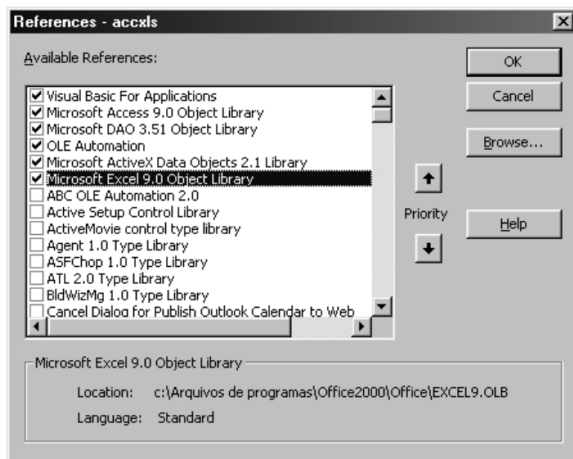 References - accxls
Available References:
OK
Cancel
Browse...
Visual Basic For Applications
Microsoft Access 9.0 Object Library
Microsoft DAO 3.51 Object Library
OLE Automation
Microsoft ActiveX Data Objects 2.1 Library
Microsoft Excel 9.0 Object Library
ABC OLE Automation 2.0
Active Setup Control Library
ActiveMovie control type library
Agent 1.0 Type Library
ASFChop 1.0 Type Library
ATL 2.0 Type Library
BldWizMg 1.0 Type Library
Cancel Dialog for Publish Outlook Calendar to Web
Priority
Help
Microsoft Excel 9.0 Object Library
Location: c:\Arquivos de programas\Office2000\Office\EXCEL9.OLB
Language: Standard